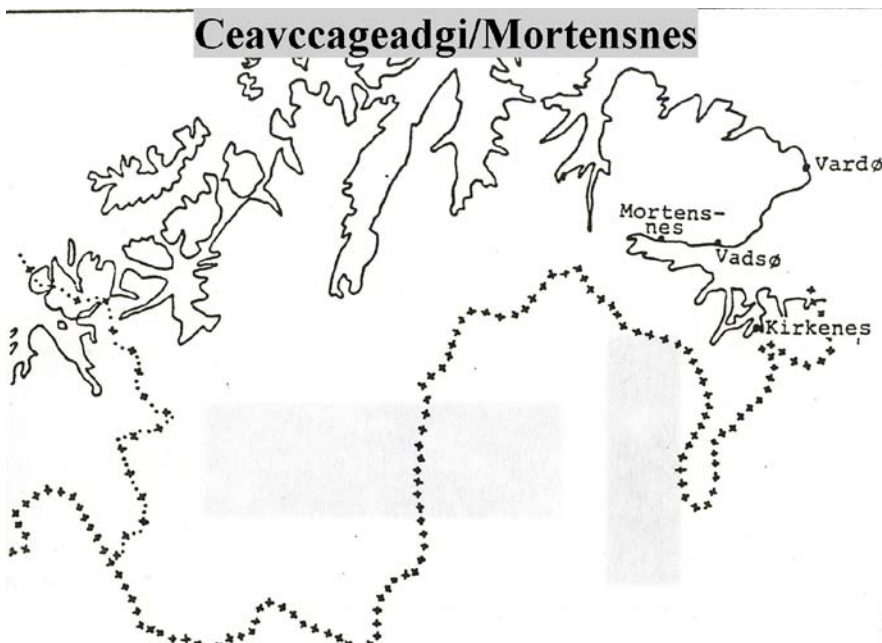 Ceavccageadgi/Mortensnes
Vardø
Mortens-
nes
Vadsø
Kirkenes